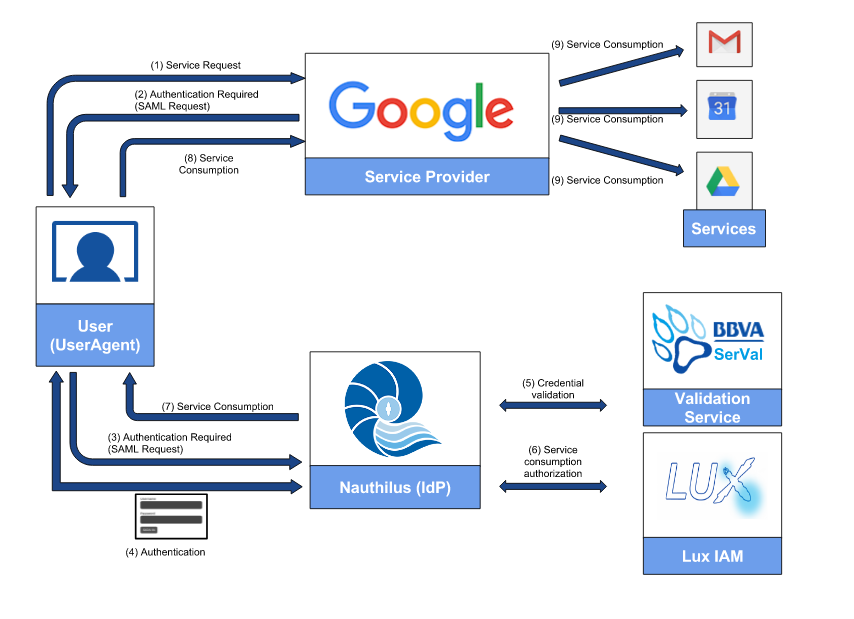 (1) Service Request
(2) Authentication Required
(SAML Request)
(8) Service
Consumption
Google
Service Provider
(9) Service Consumption
(9) Service Consumption
(9) Service Consumption
31
Services
User
(UserAgent)
(7) Service Consumption
(3) Authentication Required
(SAML Request)
(4) Authentication
Nauthilus (IdP)
(5) Credential
validation
(6) Service
consumption
authorization
BBVA
SerVal
Validation
Service
LUX
Lux IAM